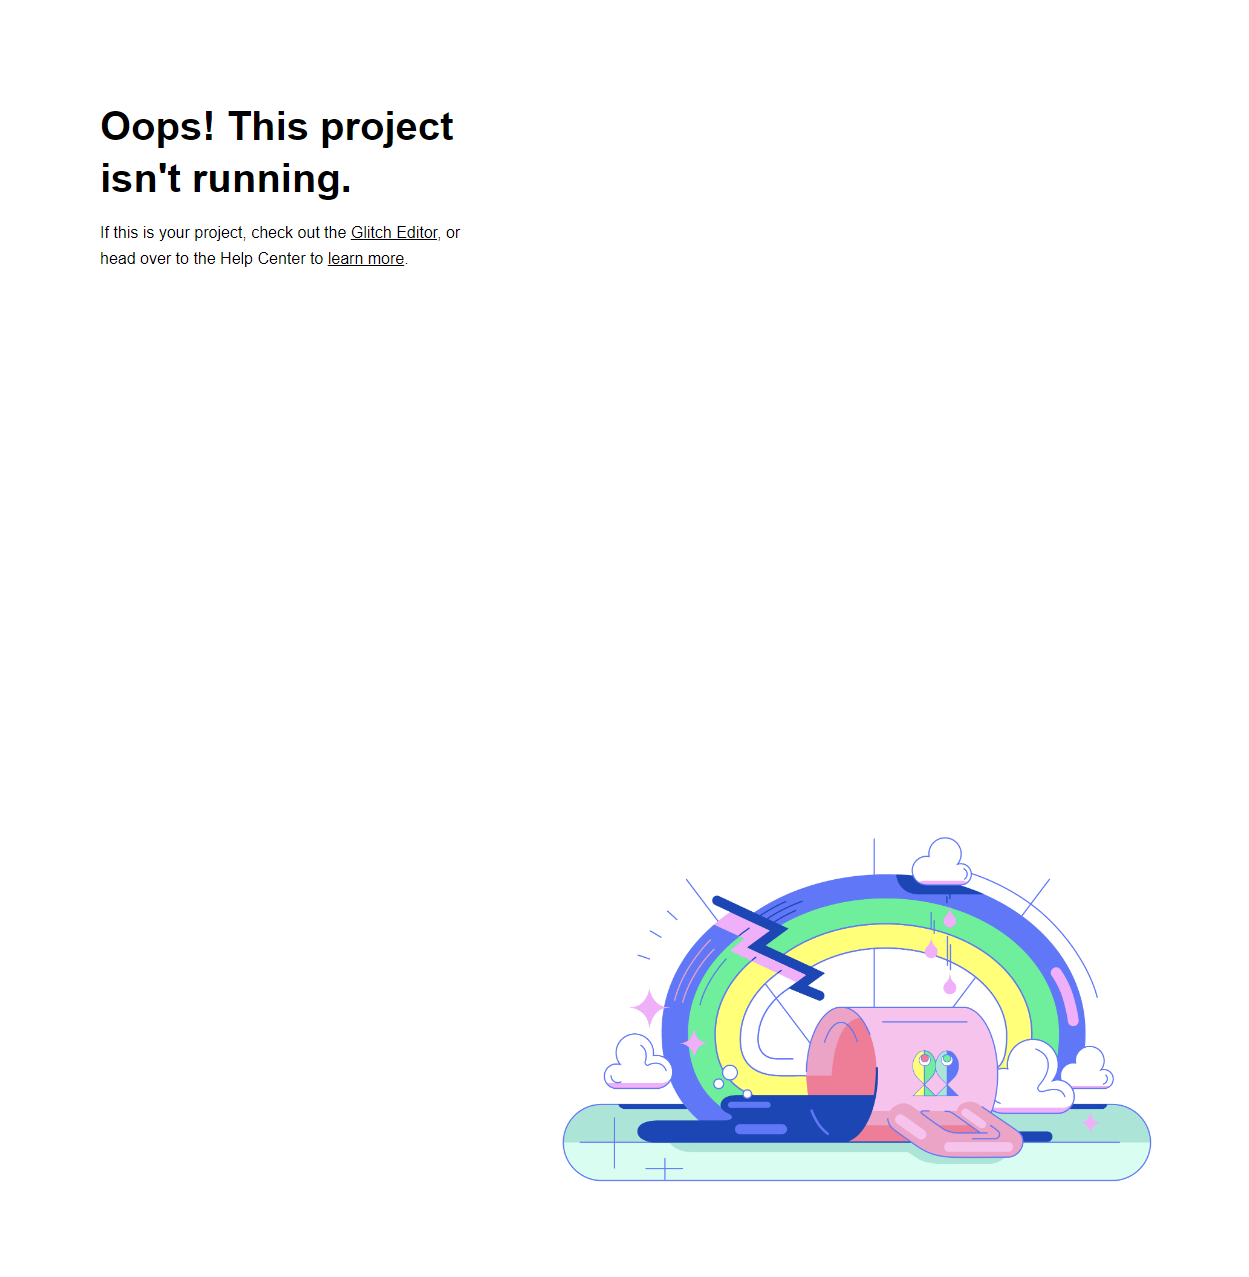 Oops! This project
isn't running.
If this is your project, check out the Glitch Editor, or
head over to the Help Center to learn more.